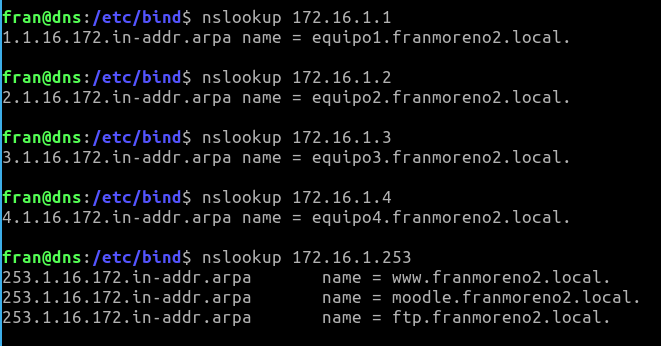 fran@dns:/etc/bind$ nslookup 172.16.1.1
1.1.16.172.in-addr.arpa name = equipo1.franmoreno2.local.
fran@dns:/etc/bind$ nslookup 172.16.1.2
2.1.16.172.in-addr.arpa name = equipo2.franmoreno2.local.
fran@dns:/etc/bind$ nslookup 172.16.1.3
3.1.16.172.in-addr.arpa name = equipo3.franmoreno2.local.
fran@dns:/etc/bind$ nslookup 172.16.1.4
4.1.16.172.in-addr.arpa name = equipo4.franmoreno2.local.
fran@dns:/etc/bind$ nslookup 172.16.1.253
253.1.16.172.in-addr.arpa       name = www.franmoreno2.local.
253.1.16.172.in-addr.arpa       name = moodle.franmoreno2.local.
253.1.16.172.in-addr.arpa       name = ftp.franmoreno2.local.